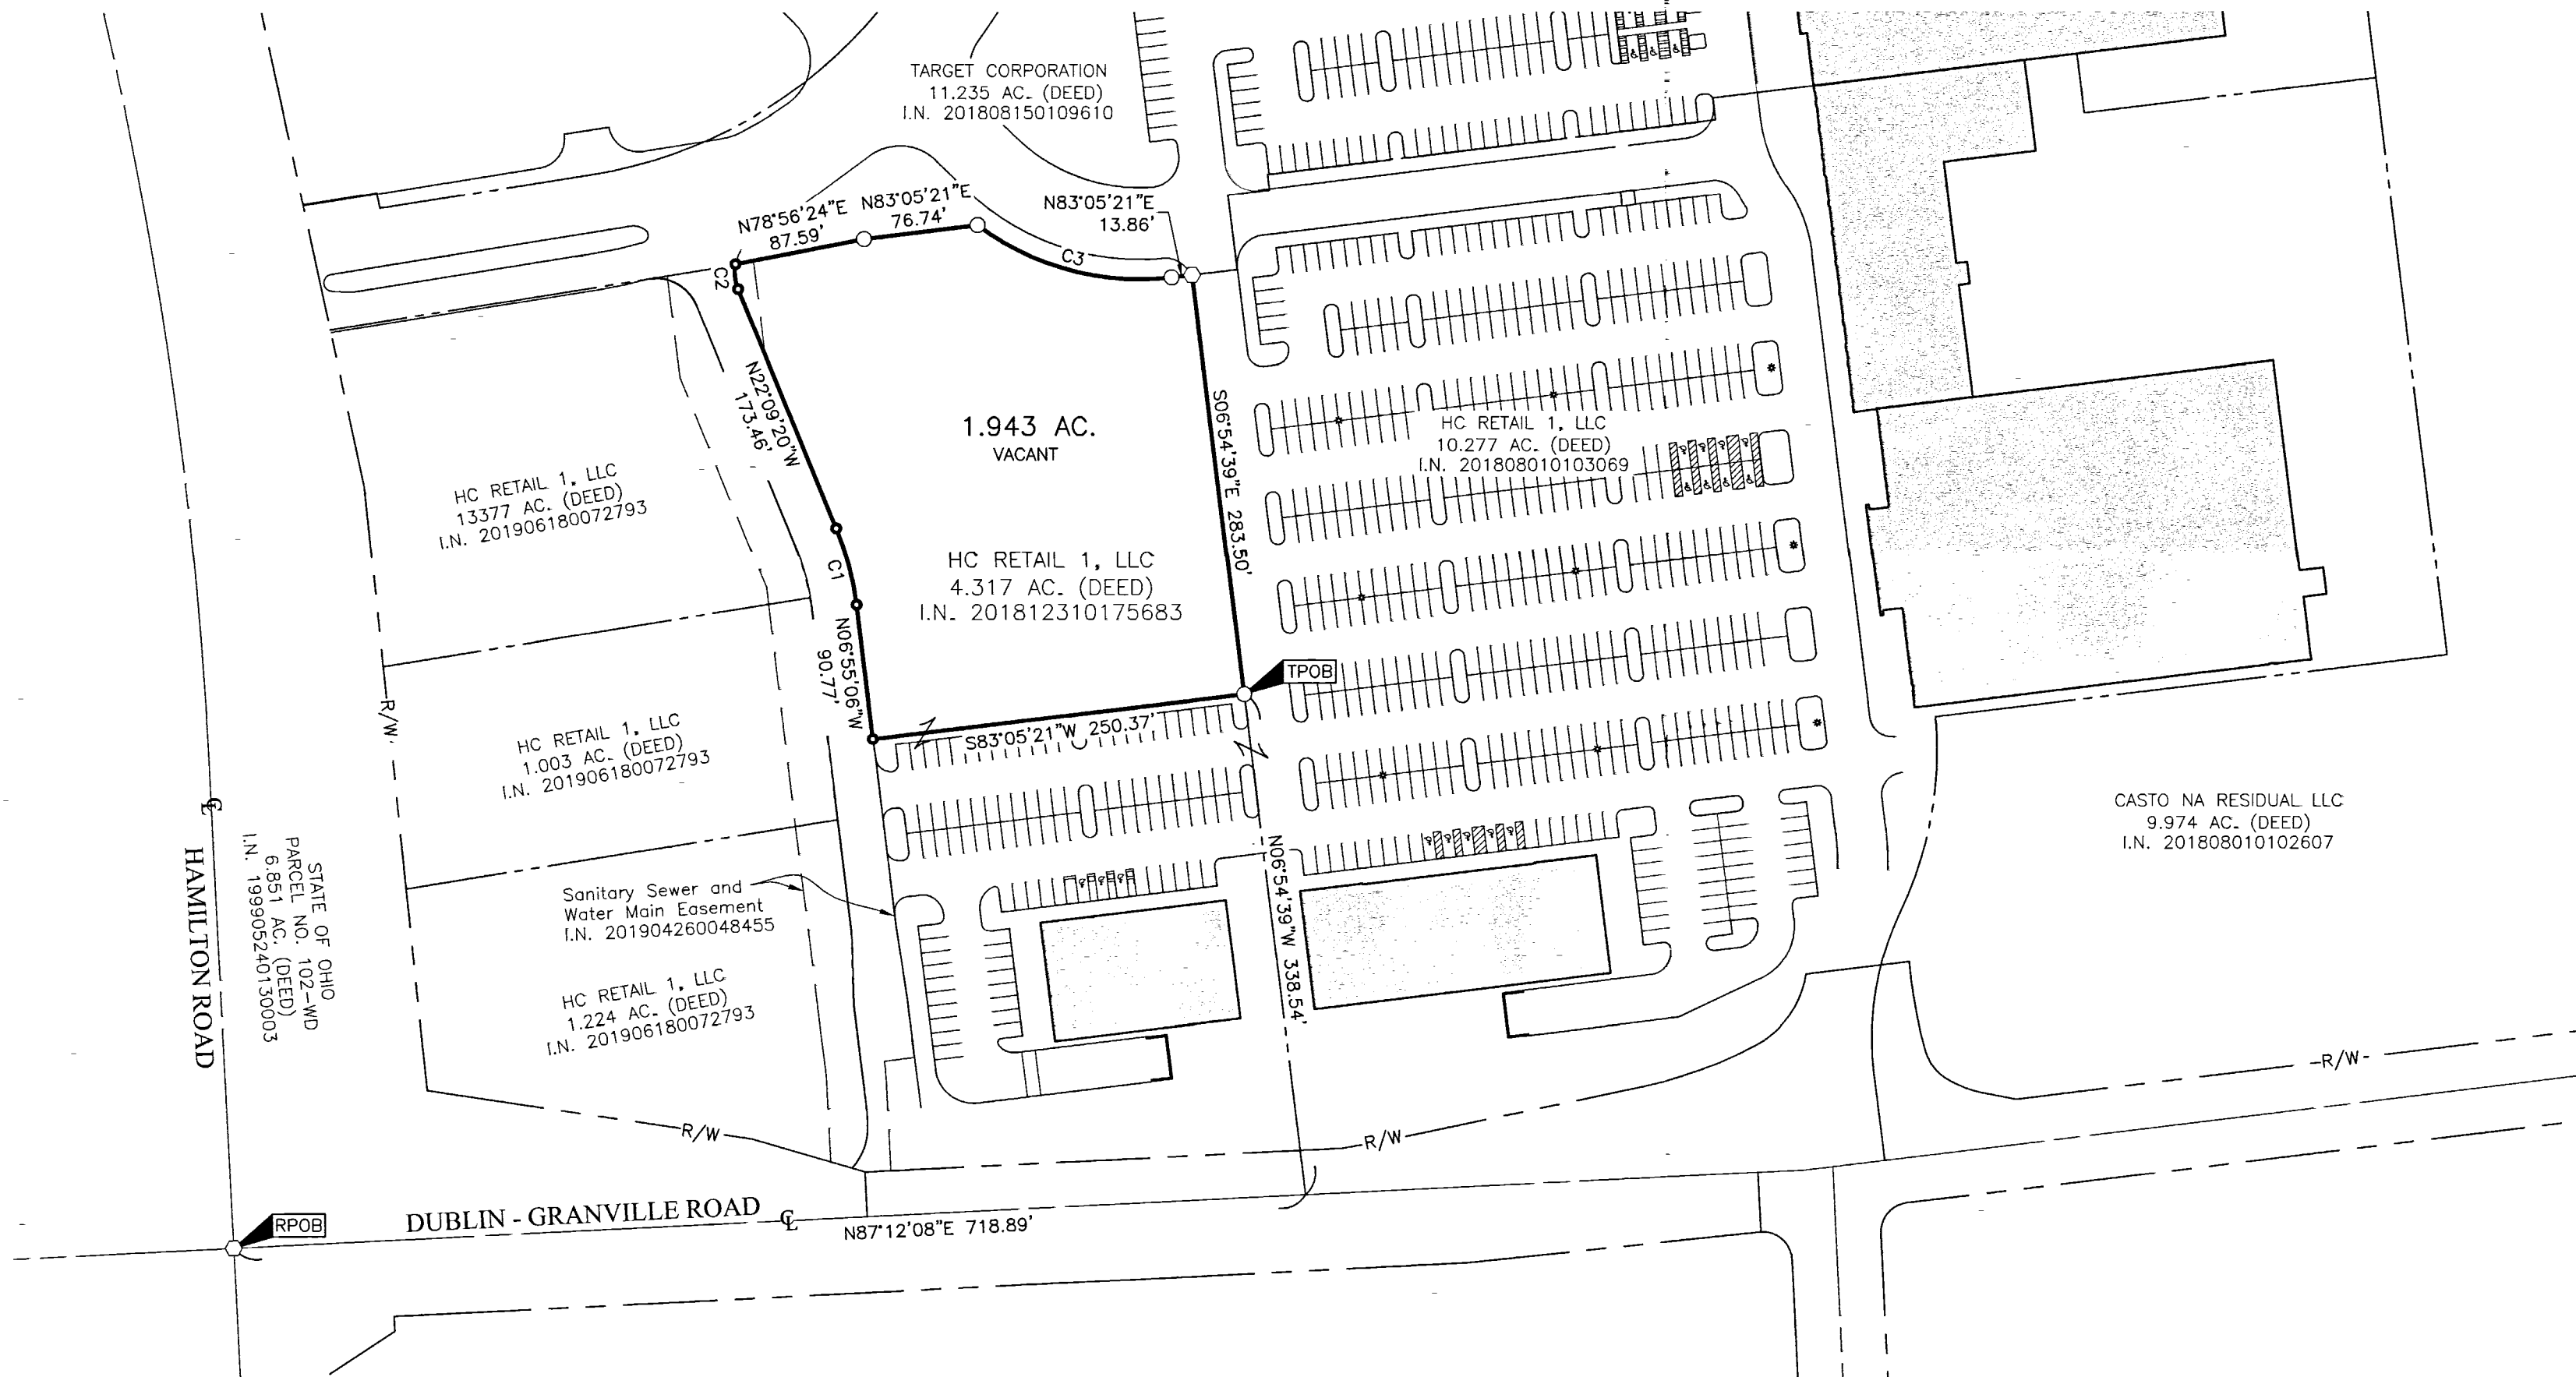 TARGET CORPORATION
11.235 AC. (DEED)
I.N. 201808150109610
N78°56'24"E
87.59'
N83°05'21"E
76.74'
N83°05'21"E
13.86'
C2
C3
N22°09'20"W
173.46'
1.943 AC.
VACANT
S06°54'39"E 283.50'
HC RETAIL 1, LLC
10.277 AC. (DEED)
I.N. 201808010103069
HC RETAIL 1, LLC
13377 AC. (DEED)
I.N. 201906180072793
C1
HC RETAIL 1, LLC
4.317 AC. (DEED)
I.N. 201812310175683
N06°55'06"W
90.77'
TPOB
S83°05'21"W 250.37'
R/W
HC RETAIL 1, LLC
1.003 AC. (DEED)
I.N. 201906180072793
CASTO NA RESIDUAL LLC
9.974 AC. (DEED)
I.N. 201808010102607
℄
HAMILTON ROAD
STATE OF OHIO
PARCEL NO. 102-WD
6.851 AC. (DEED)
I.N. 199905240130003
Sanitary Sewer and
Water Main Easement
I.N. 201904260048455
N06°54'39"W 338.54'
HC RETAIL 1, LLC
1.224 AC. (DEED)
I.N. 201906180072793
R/W
R/W
R/W
RPOB
DUBLIN - GRANVILLE ROAD ℄
N87°12'08"E 718.89'